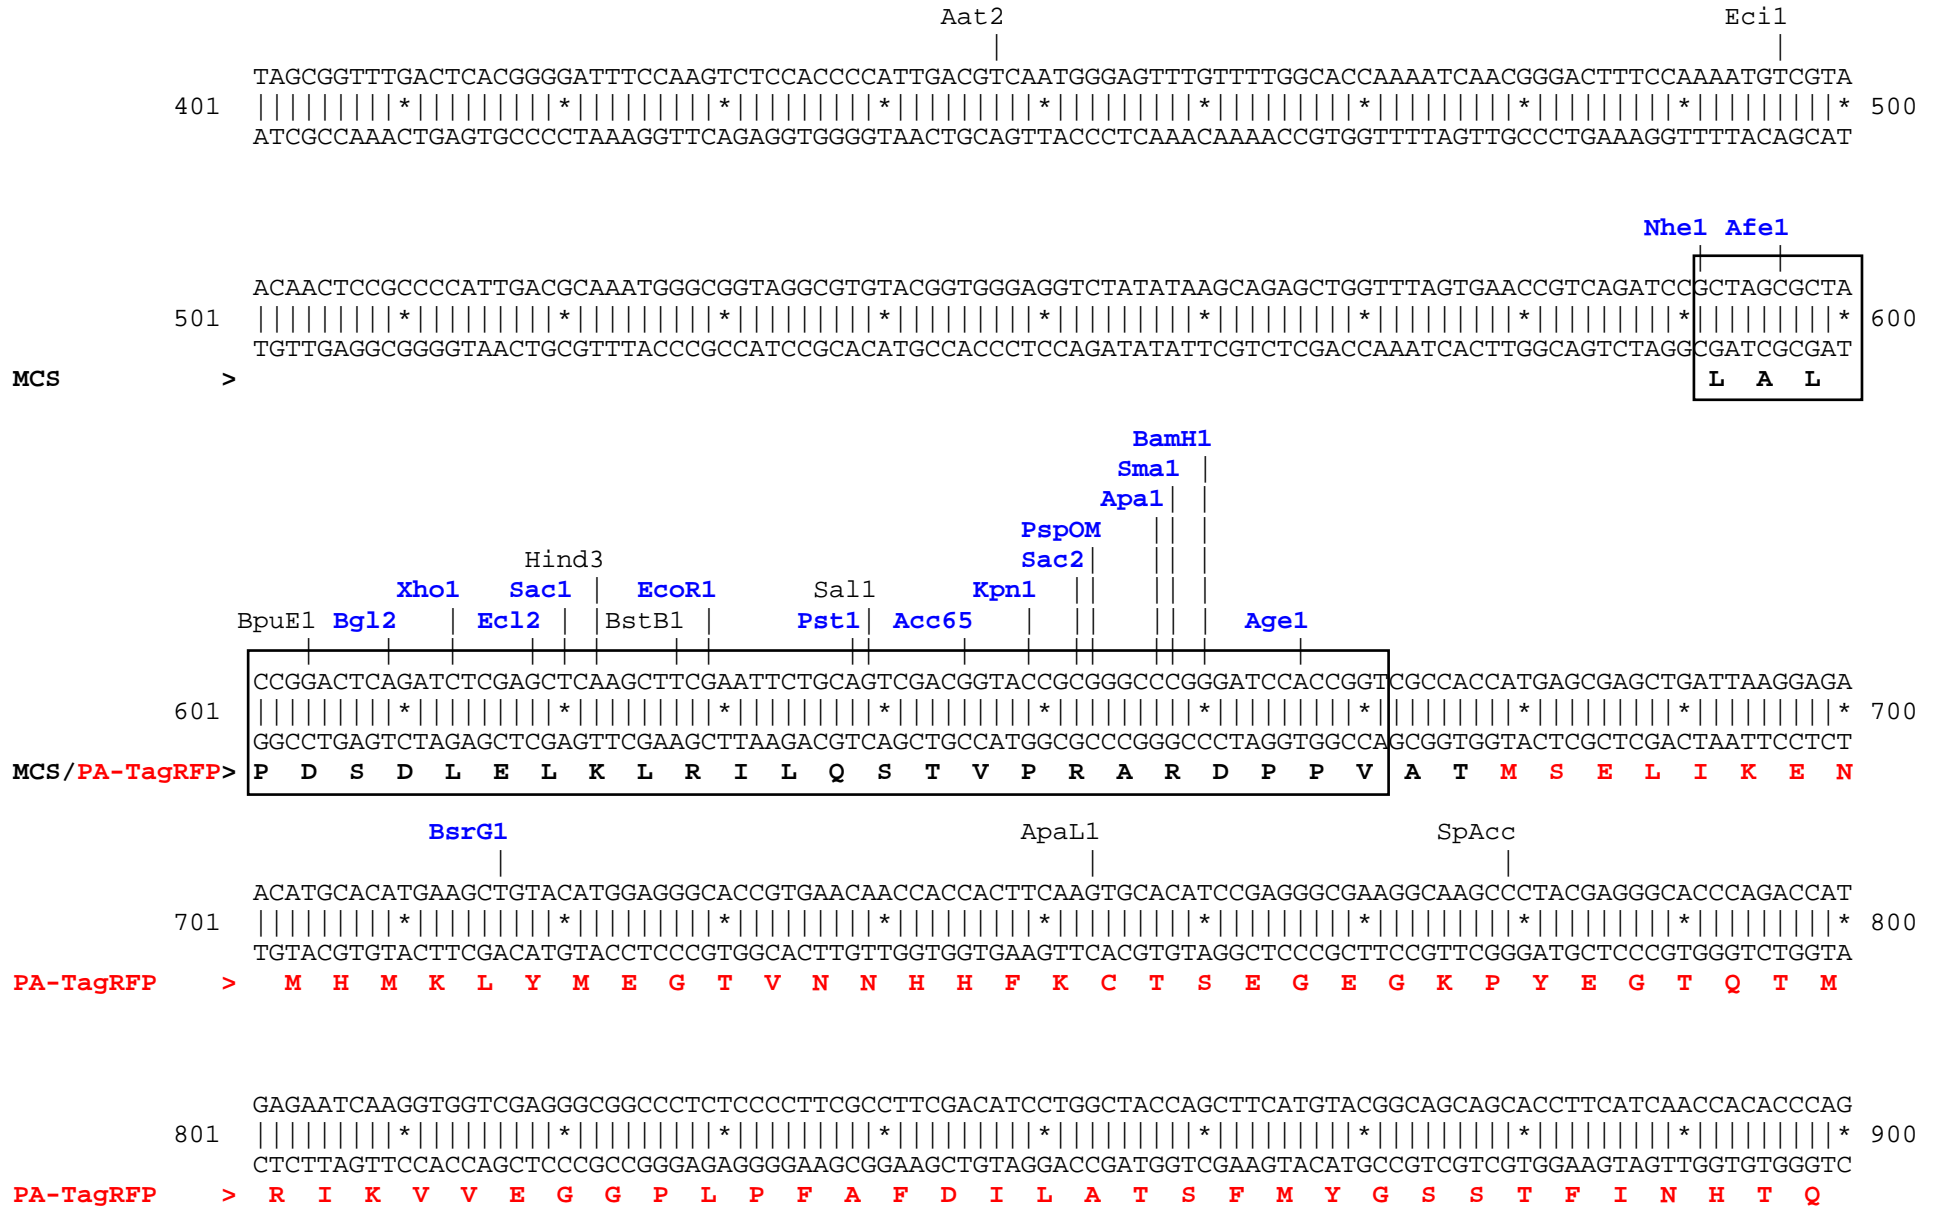 Aat2 Eci1
TAGCGGTTTGACTCACGGGGATTTCCAAGTCTCCACCCCATTGACGTCAATGGGAGTTTGTTTTGGCACCAAAATCAACGGGACTTTCCAAAATGTCGTA
401 |||||||||*|||||||||*|||||||||*|||||||||*|||||||||*|||||||||*|||||||||*|||||||||*|||||||||*|||||||||* 500
ATCGCCAAACTGAGTGCCCCTAAAGGTTCAGAGGTGGGGTAACTGCAGTTACCCTCAAACAAAACCGTGGTTTTAGTTGCCCTGAAAGGTTTTACAGCAT
Nhe1 Afe1
ACAACTCCGCCCCATTGACGCAAATGGGCGGTAGGCGTGTACGGTGGGAGGTCTATATAAGCAGAGCTGGTTTAGTGAACCGTCAGATCCGCTAGCGCTA
501 |||||||||*|||||||||*|||||||||*|||||||||*|||||||||*|||||||||*|||||||||*|||||||||*|||||||||*|||||||||* 600
TGTTGAGGCGGGGTAACTGCGTTTACCCGCCATCCGCACATGCCACCCTCCAGATATATTCGTCTCGACCAAATCACTTGGCAGTCTAGGCGATCGCGAT
MCS > L A L
BamH1
Sma1
Apa1
PspOM
Hind3 Sac2
Xho1 Sac1 EcoR1 Sal1 Kpn1
BpuE1 Bgl2 Ecl2 BstB1 Pst1 Acc65 Age1
CCGGACTCAGATCTCGAGCTCAAGCTTCGAATTCTGCAGTCGACGGTACCGCGGGCCCGGGATCCACCGGTCGCCACCATGAGCGAGCTGATTAAGGAGA
601 |||||||||*|||||||||*|||||||||*|||||||||*|||||||||*|||||||||*|||||||||*|||||||||*|||||||||*|||||||||* 700
GGCCTGAGTCTAGAGCTCGAGTTCGAAGCTTAAGACGTCAGCTGCCATGGCGCCCGGGCCCTAGGTGGCCAGCGGTGGTACTCGCTCGACTAATTCCTCT
MCS/PA-TagRFP> P D S D L E L K L R I L Q S T V P R A R D P P V A T M S E L I K E N
BsrG1 ApaL1 SpAcc
ACATGCACATGAAGCTGTACATGGAGGGCACCGTGAACAACCACCACTTCAAGTGCACATCCGAGGGCGAAGGCAAGCCCTACGAGGGCACCCAGACCAT
701 |||||||||*|||||||||*|||||||||*|||||||||*|||||||||*|||||||||*|||||||||*|||||||||*|||||||||*|||||||||* 800
TGTACGTGTACTTCGACATGTACCTCCCGTGGCACTTGTTGGTGGTGAAGTTCACGTGTAGGCTCCCGCTTCCGTTCGGGATGCTCCCGTGGGTCTGGTA
PA-TagRFP > M H M K L Y M E G T V N N H H F K C T S E G E G K P Y E G T Q T M
GAGAATCAAGGTGGTCGAGGGCGGCCCTCTCCCCTTCGCCTTCGACATCCTGGCTACCAGCTTCATGTACGGCAGCAGCACCTTCATCAACCACACCCAG
801 |||||||||*|||||||||*|||||||||*|||||||||*|||||||||*|||||||||*|||||||||*|||||||||*|||||||||*|||||||||* 900
CTCTTAGTTCCACCAGCTCCCGCCGGGAGAGGGGAAGCGGAAGCTGTAGGACCGATGGTCGAAGTACATGCCGTCGTCGTGGAAGTAGTTGGTGTGGGTC
PA-TagRFP > R I K V V E G G P L P F A F D I L A T S F M Y G S S T F I N H T Q